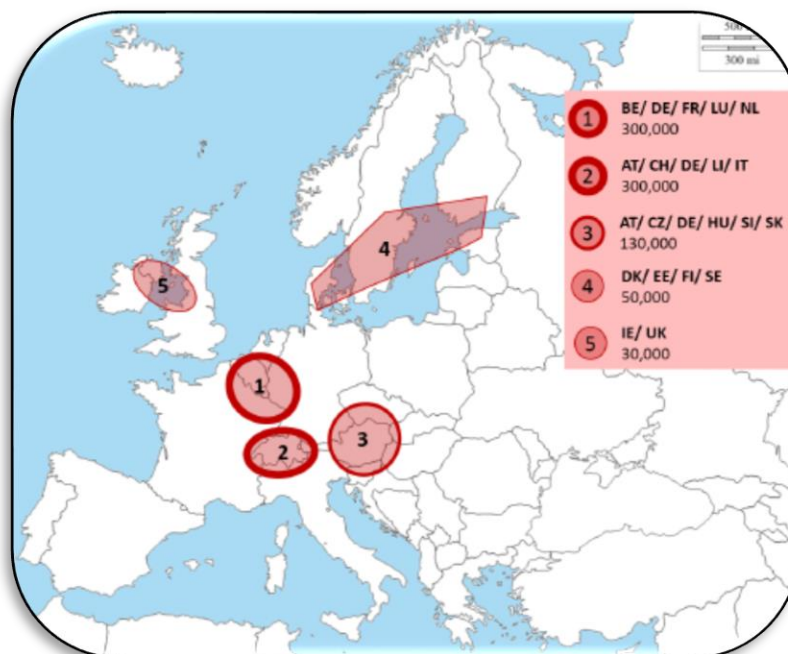 300 mi
1 BE/ DE/ FR/ LU/ NL
300,000
2 AT/ CH/ DE/ LI/ IT
300,000
3 AT/ CZ/ DE/ HU/ SI/ SK
130,000
4 DK/ EE/ FI/ SE
50,000
5 IE/ UK
30,000
4
5
1
3
2